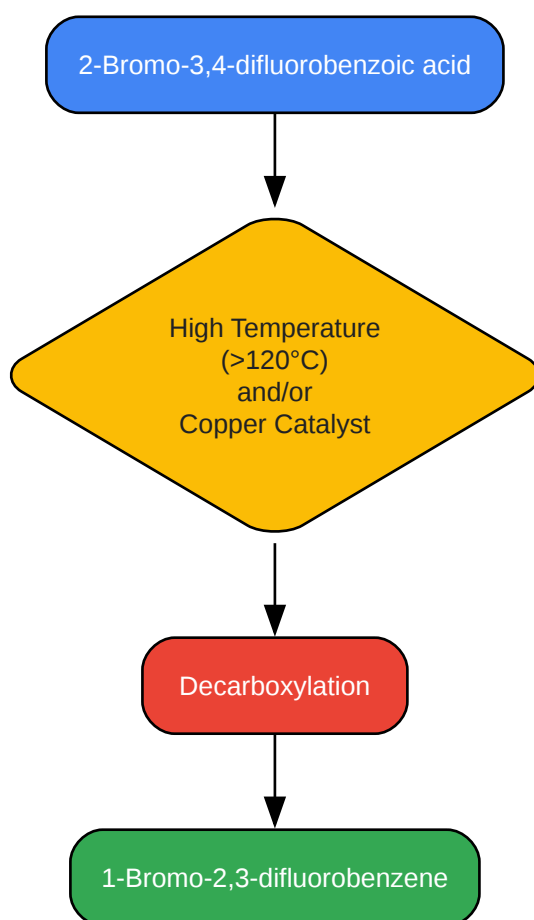 2-Bromo-3,4-difluorobenzoic acid
High Temperature
(>120°C)
and/or
Copper Catalyst
Decarboxylation
1-Bromo-2,3-difluorobenzene